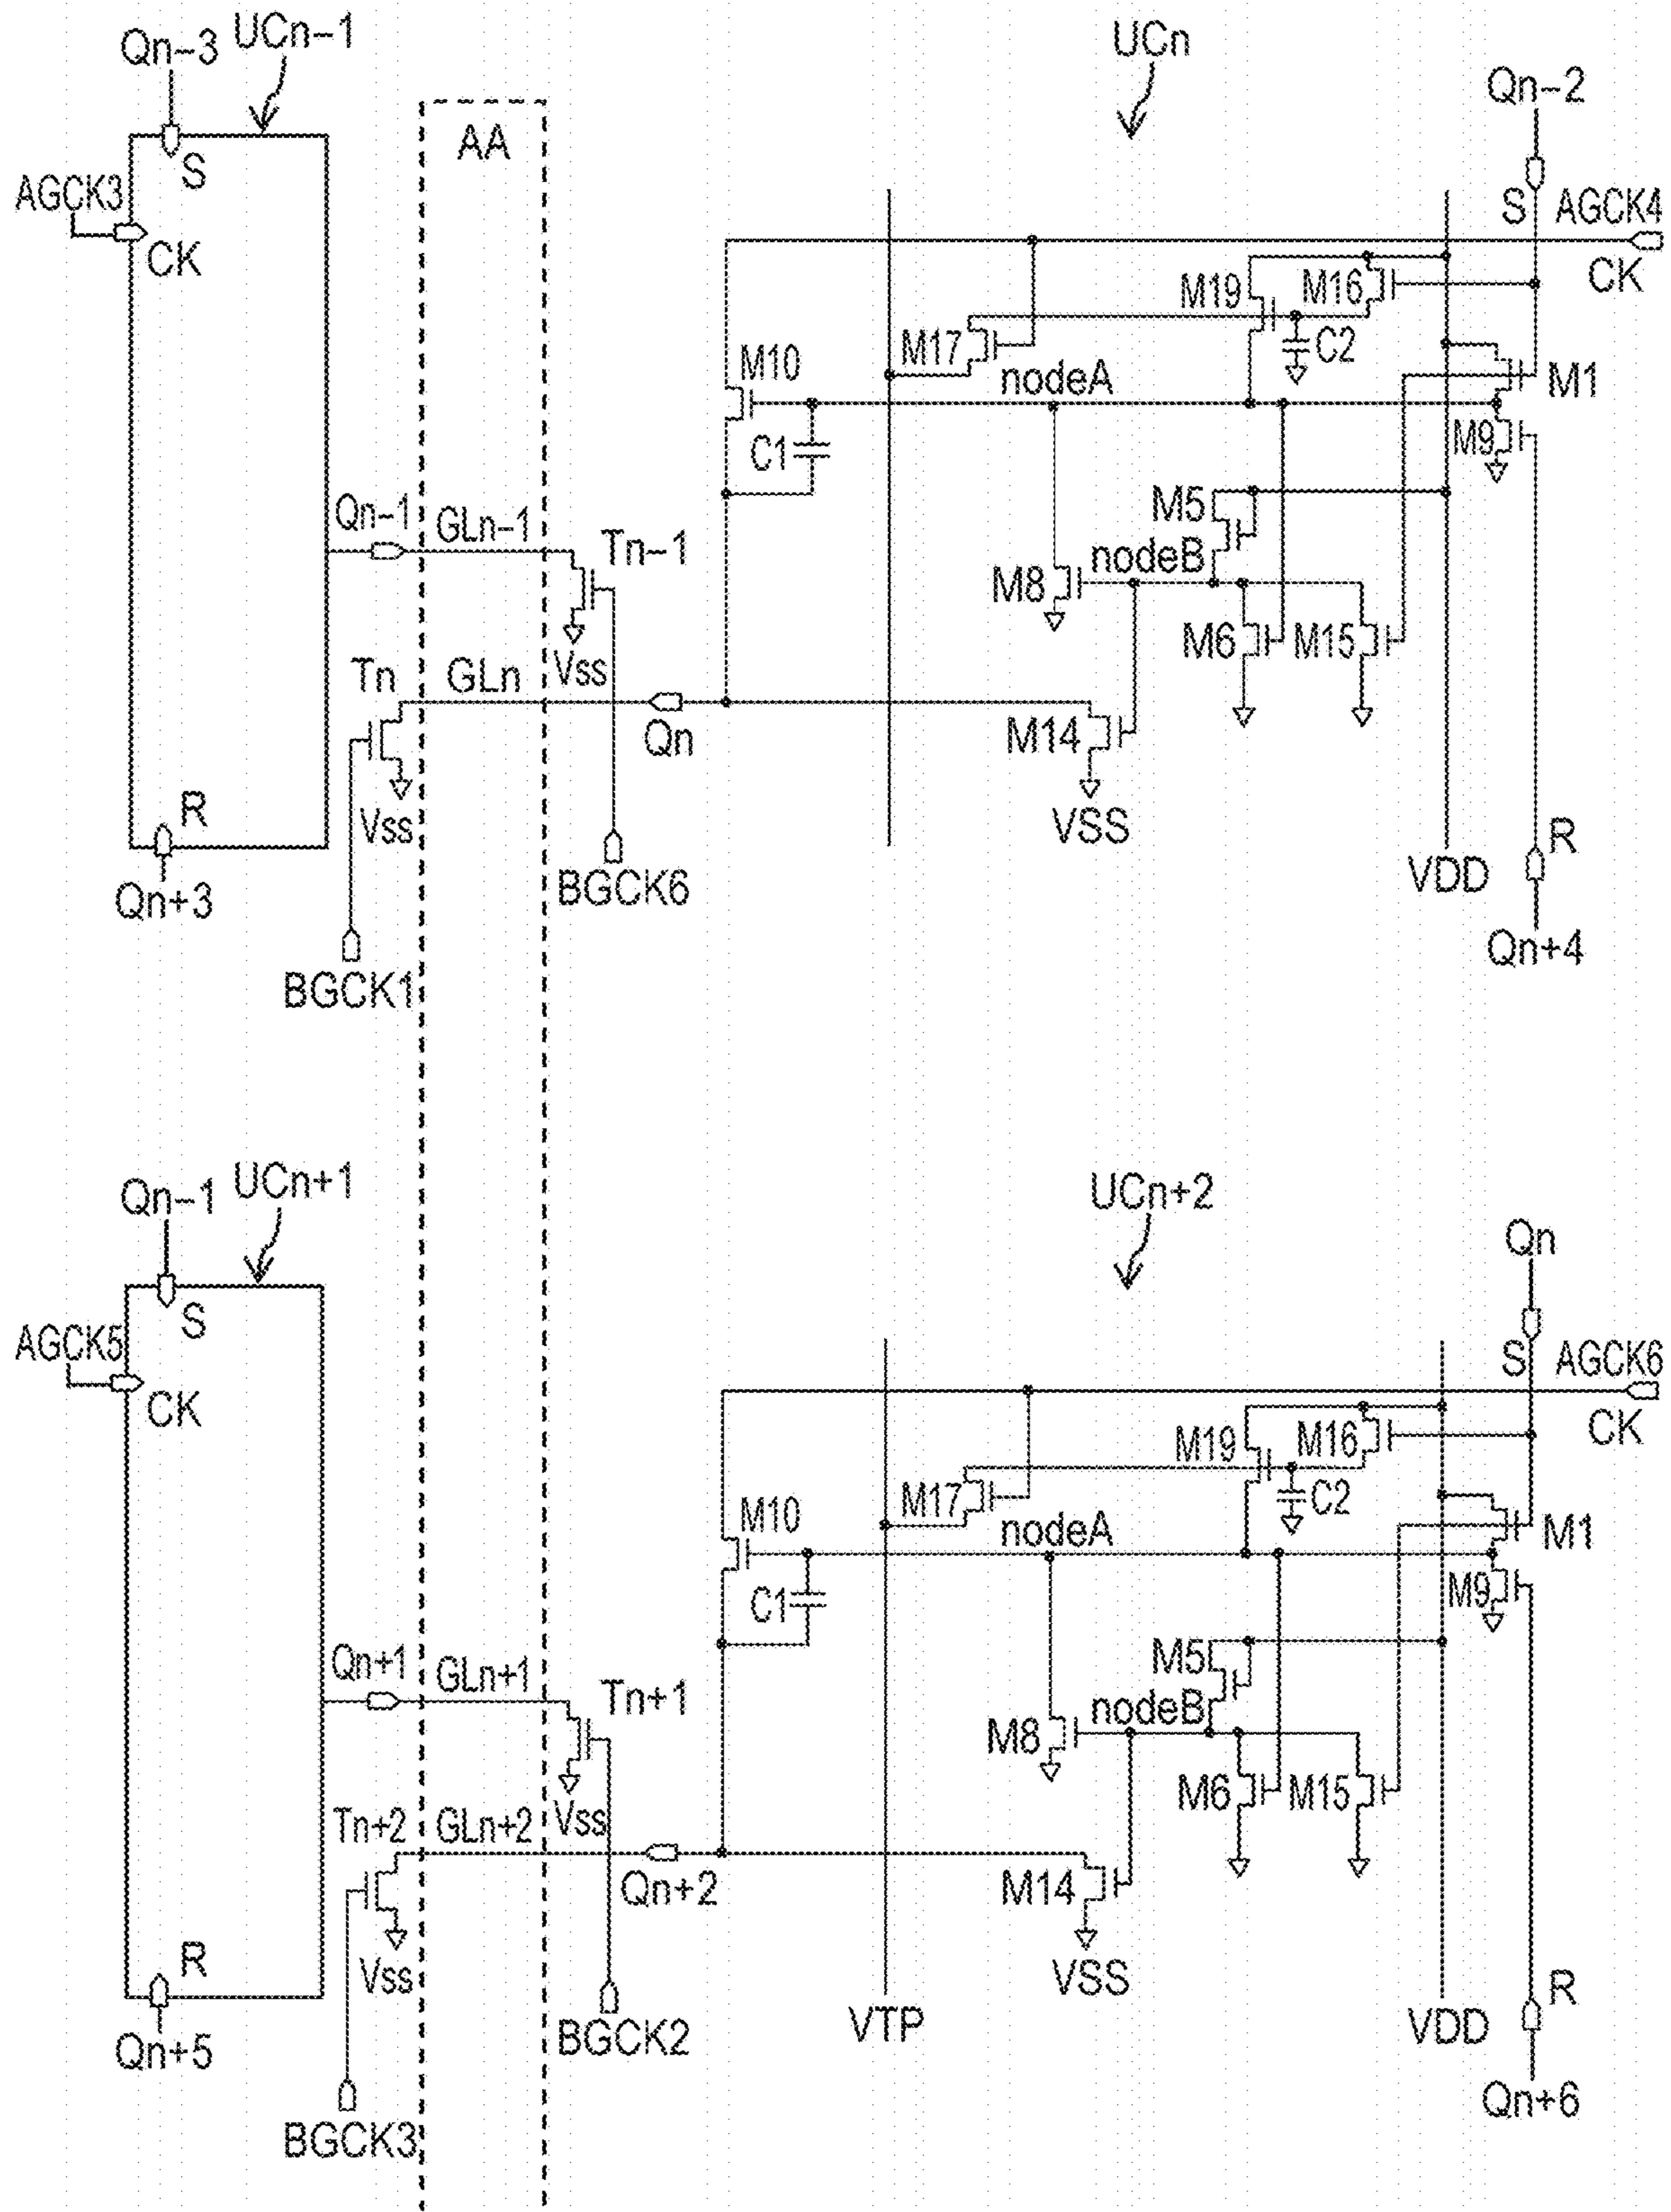 Qn−3
UCn−1
UCn
Qn−2
AA
S
AGCK3
CK
S
AGCK4
CK
M19
M16
M17
C2
M10
nodeA
M1
C1
M9
Qn−1
GLn−1
Tn−1
M5
nodeB
M8
M6
M15
Tn
GLn
Vss
Qn
M14
R
Vss
VSS
VDD
R
Qn+3
BGCK6
Qn+4
BGCK1
Qn−1
UCn+1
UCn+2
Qn
S
AGCK5
CK
S
AGCK6
CK
M19
M16
M17
C2
M10
nodeA
M1
C1
M9
Qn+1
GLn+1
Tn+1
M5
nodeB
M8
M6
M15
Tn+2
GLn+2
Vss
Qn+2
M14
R
Vss
VSS
R
VTP
VDD
Qn+5
BGCK2
Qn+6
BGCK3